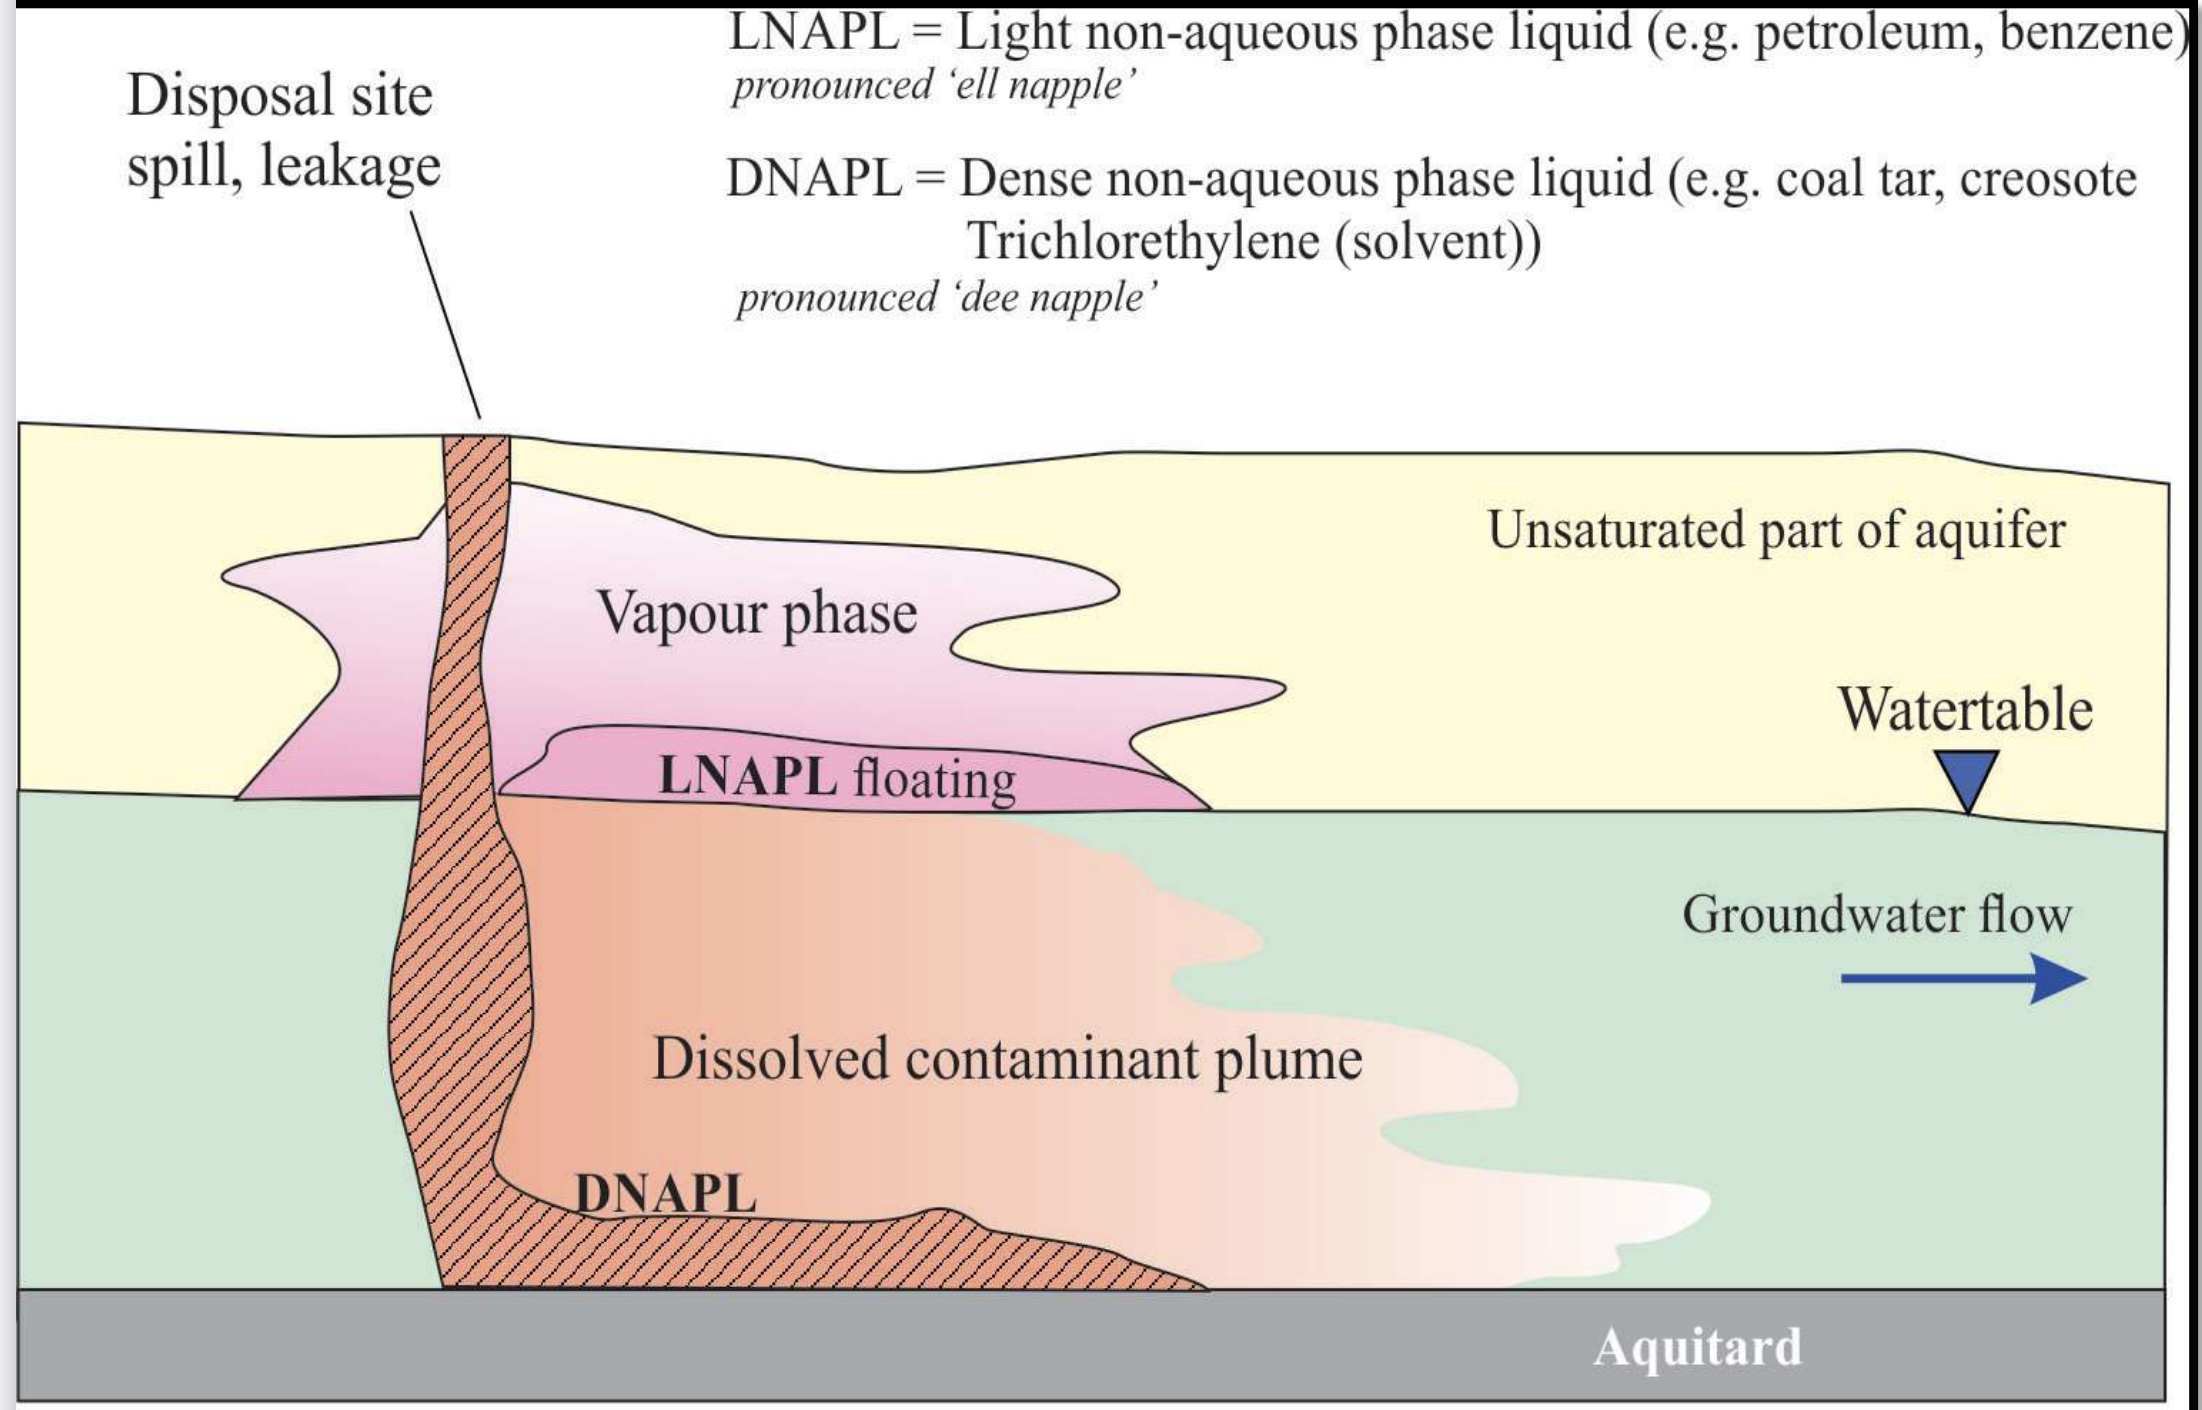 LNAPL = Light non-aqueous phase liquid (e.g. petroleum, benzene)
pronounced ‘ell napple’
Disposal site
spill, leakage
DNAPL = Dense non-aqueous phase liquid (e.g. coal tar, creosote
Trichlorethylene (solvent))
pronounced ‘dee napple’
Unsaturated part of aquifer
Vapour phase
Watertable
LNAPL floating
Groundwater flow
Dissolved contaminant plume
DNAPL
Aquitard